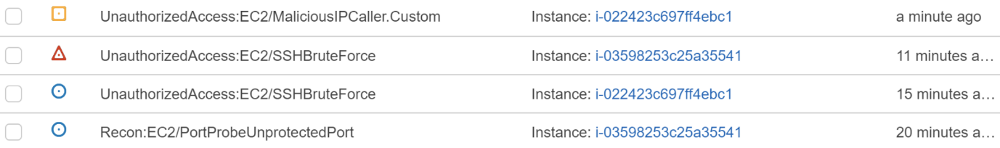 UnauthorizedAccess:EC2/MaliciousIPCaller.Custom Instance: i-022423c697ff4ebc1 a minute ago
UnauthorizedAccess:EC2/SSHBruteForce Instance: i-03598253c25a35541 11 minutes a...
UnauthorizedAccess:EC2/SSHBruteForce Instance: i-022423c697ff4ebc1 15 minutes a...
Recon:EC2/PortProbeUnprotectedPort Instance: i-03598253c25a35541 20 minutes a...